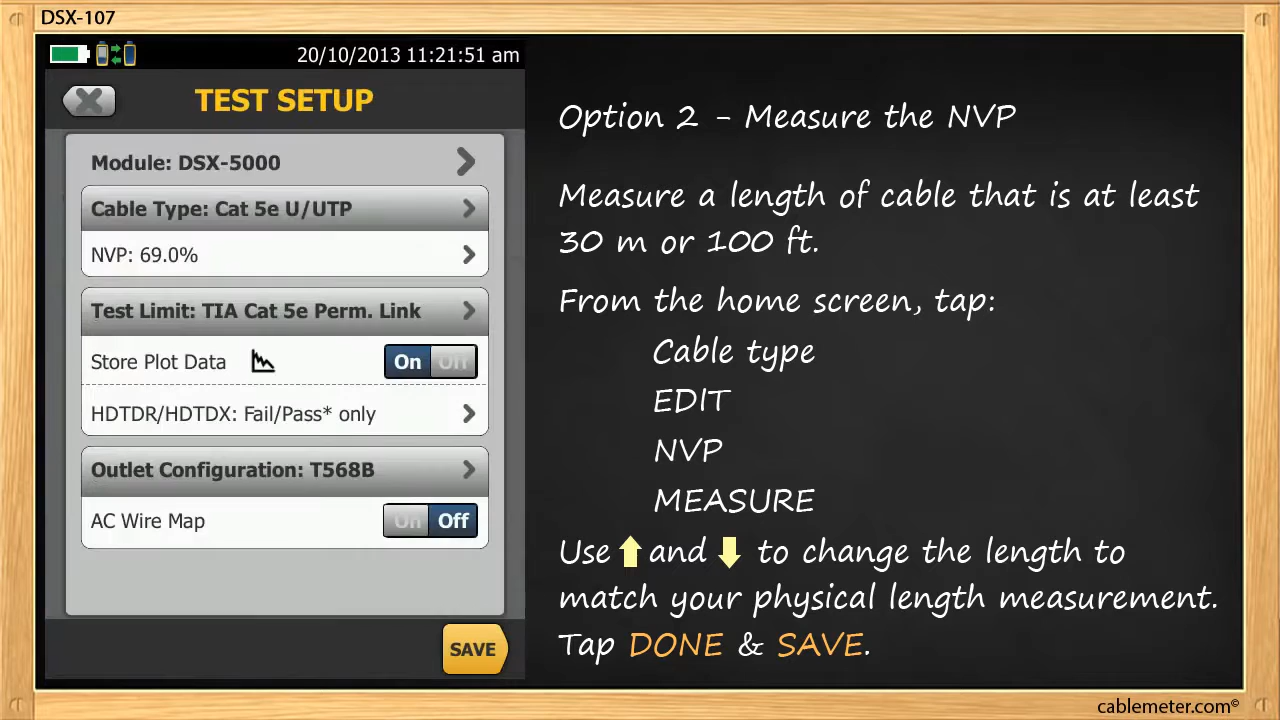 DSX-107
20/10/2013 11:21:51 am
TEST SETUP
Module: DSX-5000
Cable Type: Cat 5e U/UTP
NVP: 69.0%
Test Limit: TIA Cat 5e Perm. Link
Store Plot Data On Off
HDTDR/HDTDX: Fail/Pass* only
Outlet Configuration: T568B
AC Wire Map On Off
SAVE
Option 2 - Measure the NVP
Measure a length of cable that is at least
30 m or 100 ft.
From the home screen, tap:
Cable type
EDIT
NVP
MEASURE
Use ⬆ and ⬇ to change the length to
match your physical length measurement.
Tap DONE & SAVE.
cablemeter.com©